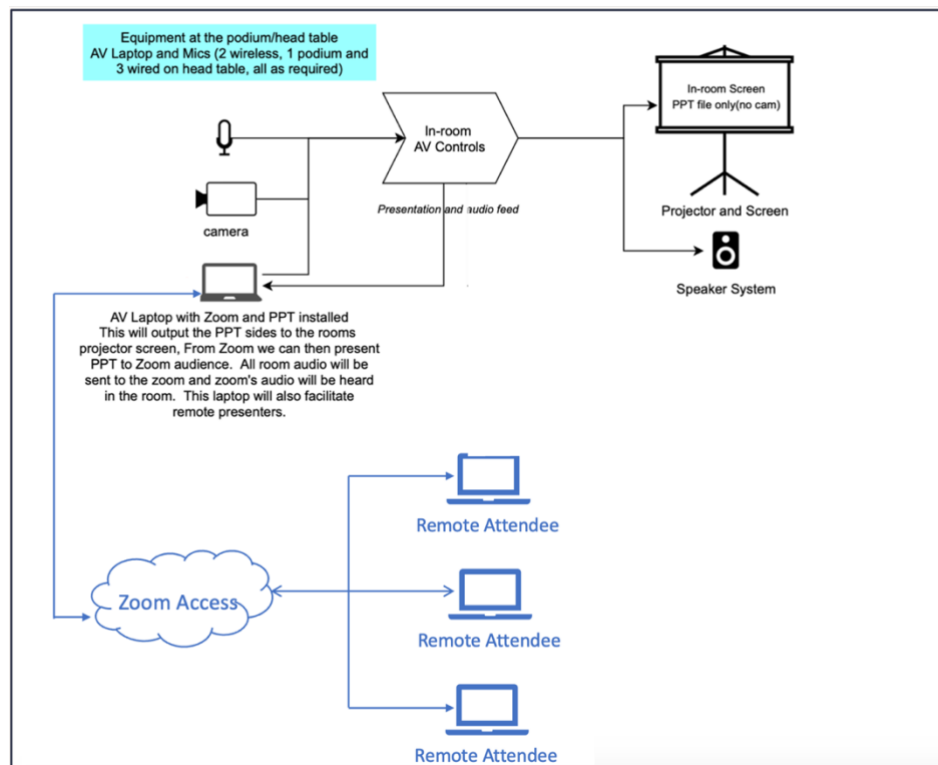 Equipment at the podium/head table
AV Laptop and Mics (2 wireless, 1 podium and
3 wired on head table, all as required)
In-room Screen
PPT file only(no cam)
In-room
AV Controls
Presentation and audio feed
Projector and Screen
camera
Speaker System
AV Laptop with Zoom and PPT installed
This will output the PPT sides to the rooms
projector screen, From Zoom we can then present
PPT to Zoom audience. All room audio will be
sent to the zoom and zoom's audio will be heard
in the room. This laptop will also facilitate
remote presenters.
Remote Attendee
Zoom Access
Remote Attendee
Remote Attendee